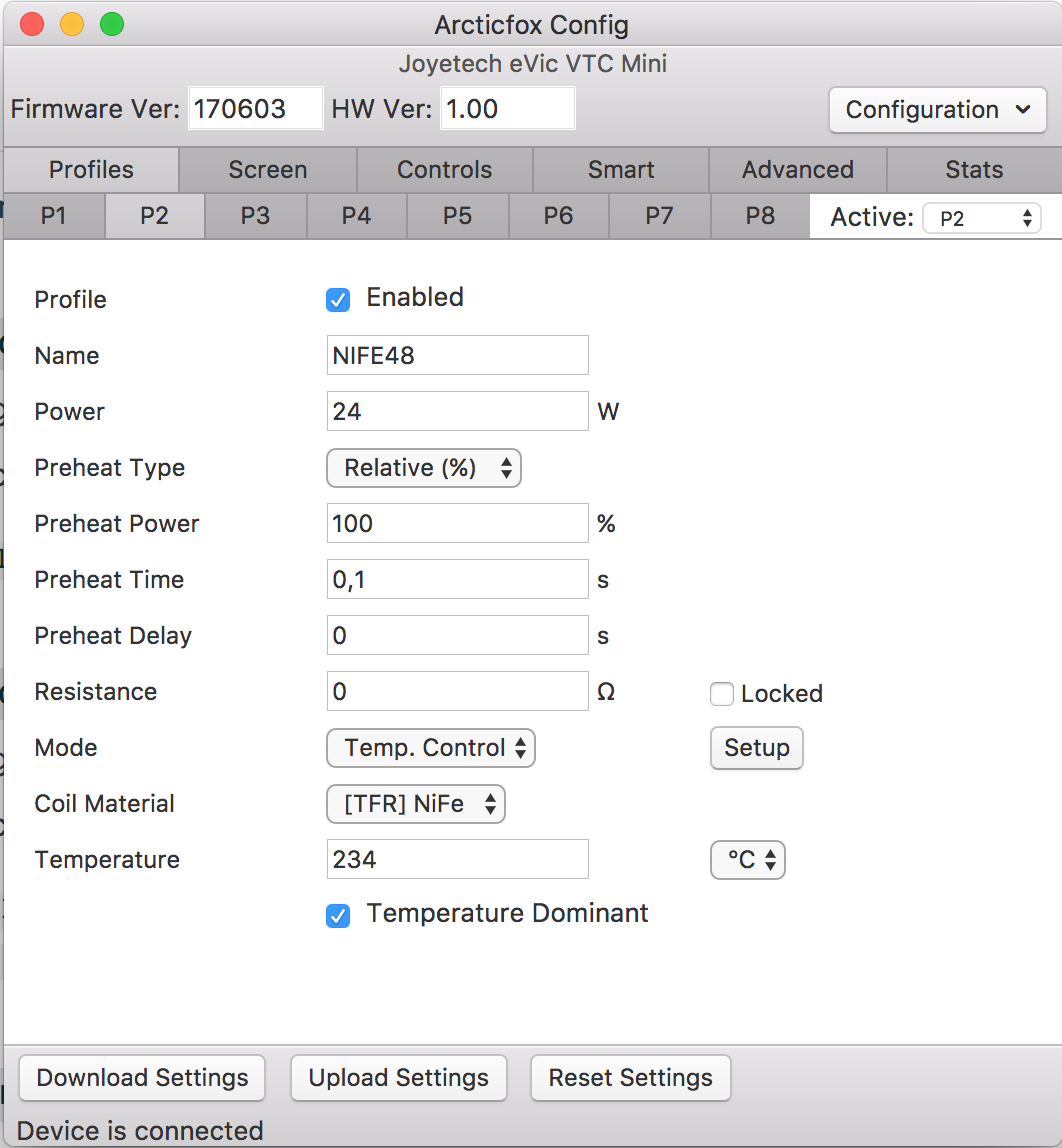 Arcticfox Config
Joyetech eVic VTC Mini
Firmware Ver: 170603 HW Ver: 1.00 Configuration
Profiles Screen Controls Smart Advanced Stats
P1 P2 P3 P4 P5 P6 P7 P8 Active: P2
Profile Enabled
Name NIFE48
Power 24 W
Preheat Type Relative (%)
Preheat Power 100 %
Preheat Time 0,1 s
Preheat Delay 0 s
Resistance 0 Ω Locked
Mode Temp. Control Setup
Coil Material [TFR] NiFe
Temperature 234 °C
Temperature Dominant
Download Settings Upload Settings Reset Settings
Device is connected